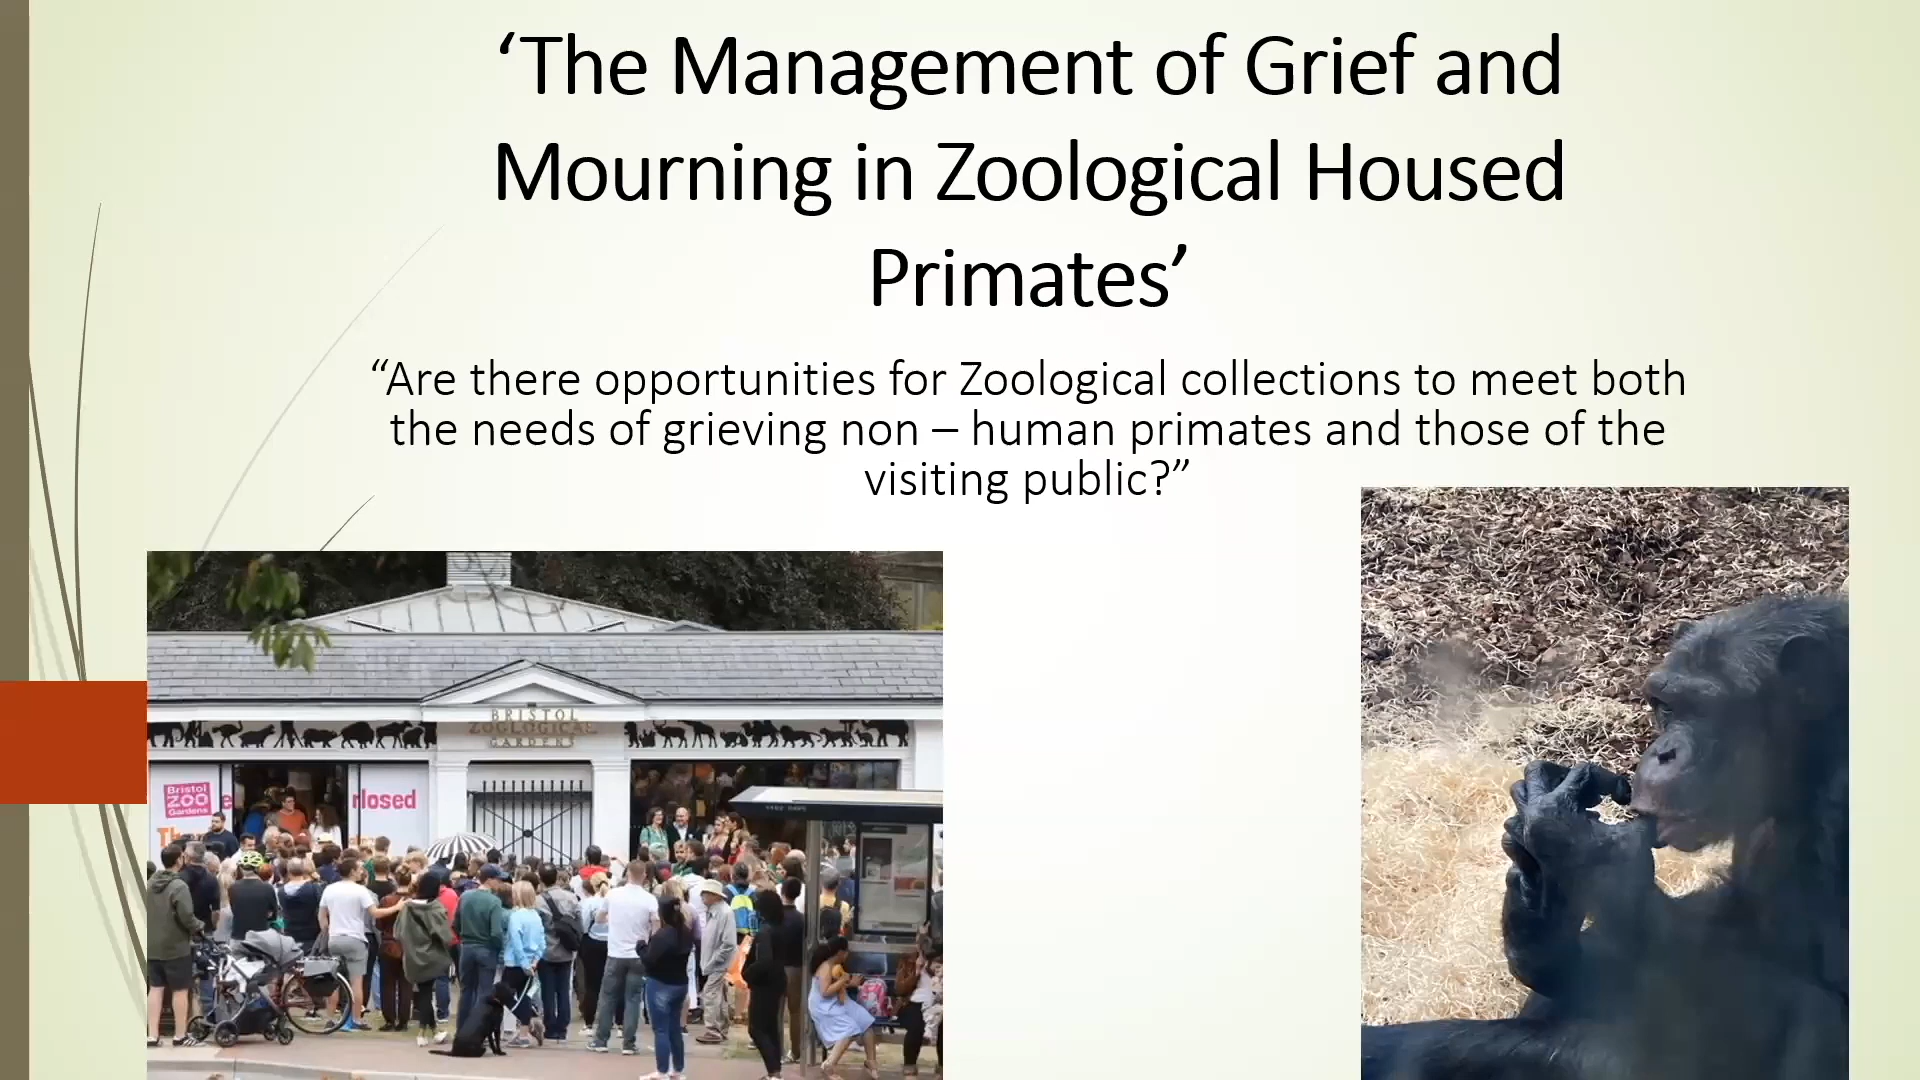 ‘The Management of Grief and
Mourning in Zoological Housed
Primates’
“Are there opportunities for Zoological collections to meet both
the needs of grieving non – human primates and those of the
visiting public?”
BRISTOL
ZOOLOGICAL
GARDENS
Bristol
ZOO
Gardens
closed